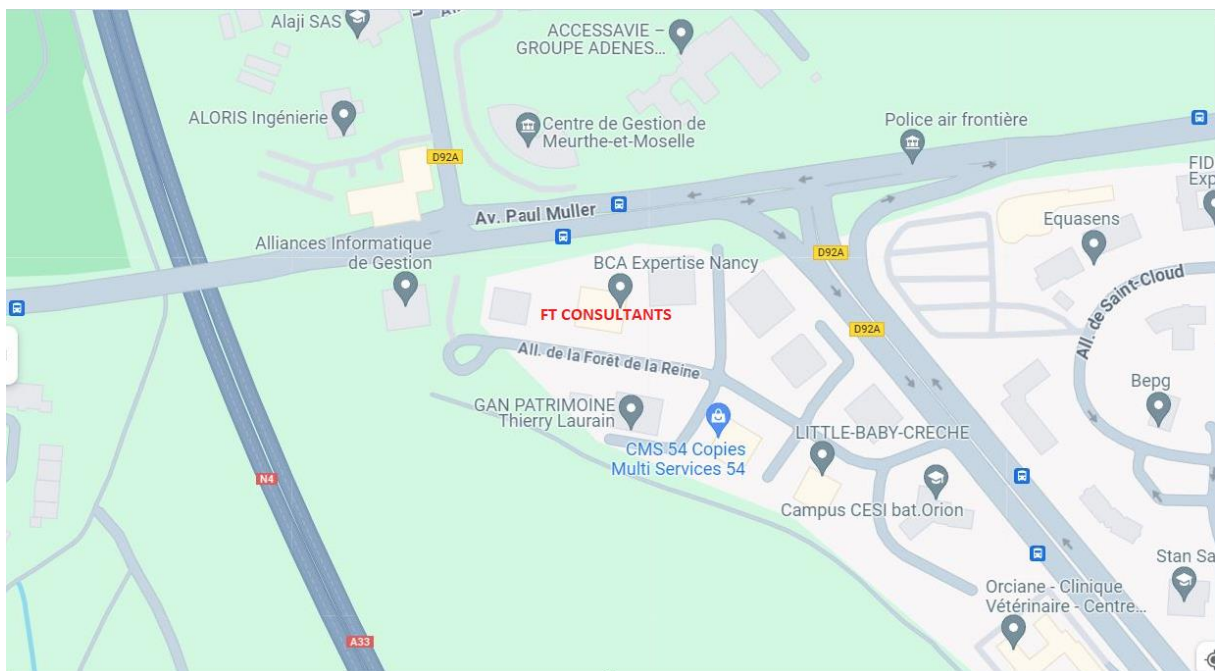 Alaji SAS
ACCESSAVIE –
GROUPE ADENES...
ALORIS Ingénierie
Centre de Gestion de
Meurthe-et-Moselle
Police air frontière
D92A
FID
Exp
Av. Paul Muller
Equasens
Alliances Informatique
de Gestion
BCA Expertise Nancy
D92A
All. de Saint-Cloud
FT CONSULTANTS
D92A
All. de la Forêt de la Reine
Bepg
GAN PATRIMOINE
Thierry Laurain
LITTLE-BABY-CRECHE
CMS 54 Copies
Multi Services 54
N4
Campus CESI bat.Orion
Stan Sa
Orciane - Clinique
Vétérinaire - Centre...
A33